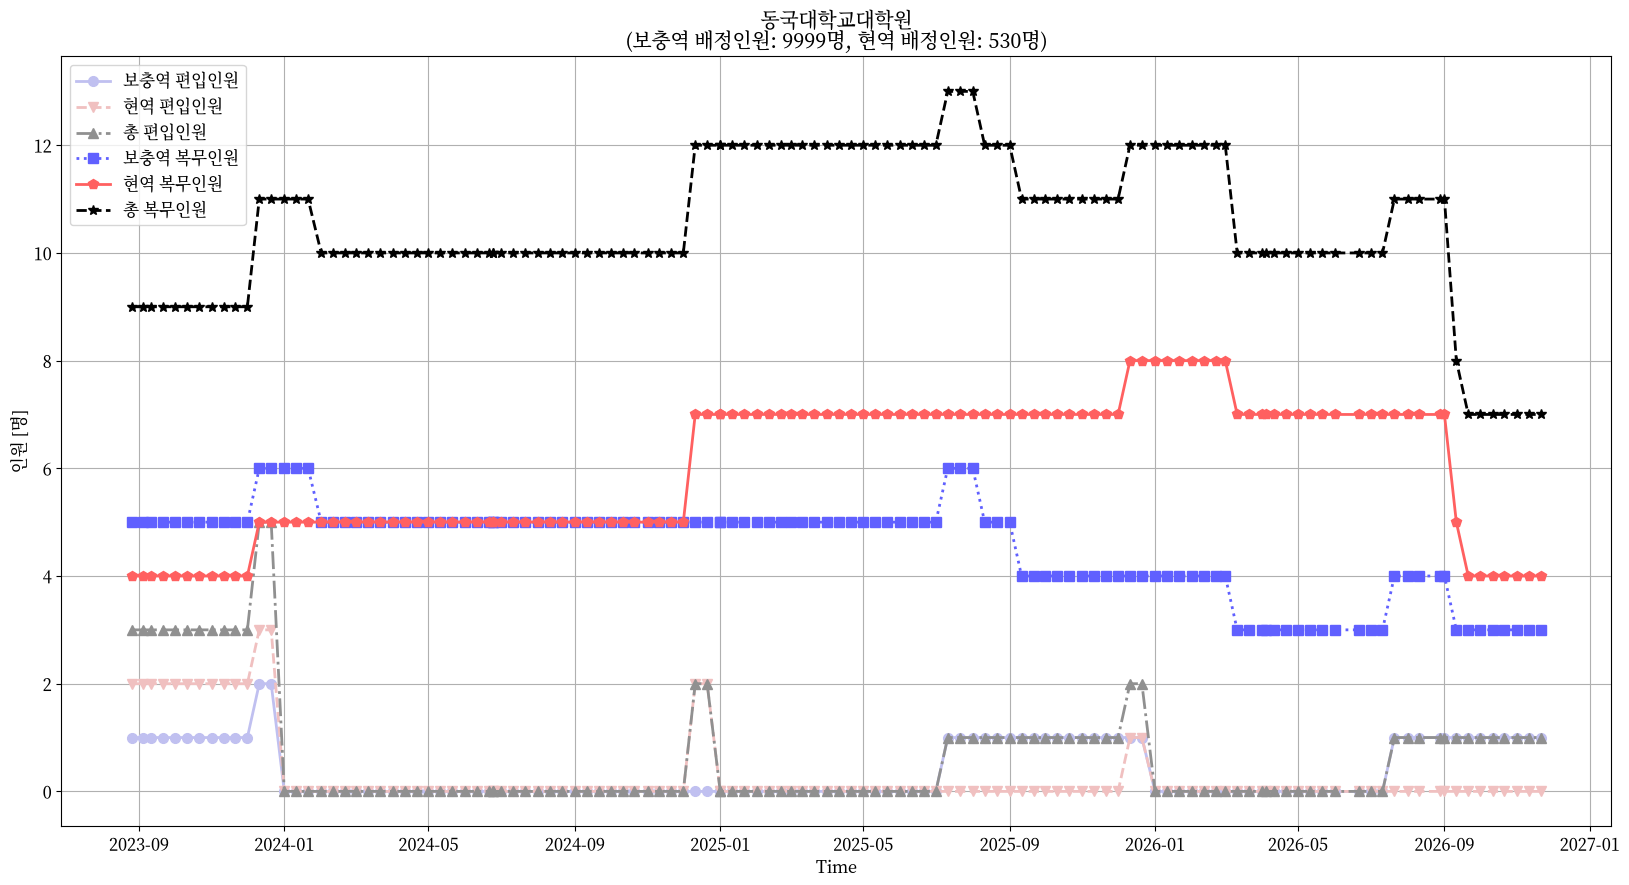 동국대학교대학원
(보충역 배정인원: 9999명, 현역 배정인원: 530명)
보충역 편입인원
현역 편입인원
총 편입인원
보충역 복무인원
현역 복무인원
총 복무인원
인원 [명]
12
10
8
6
4
2
0
2023-09 2024-01 2024-05 2024-09 2025-01 2025-05 2025-09 2026-01 2026-05 2026-09 2027-01
Time